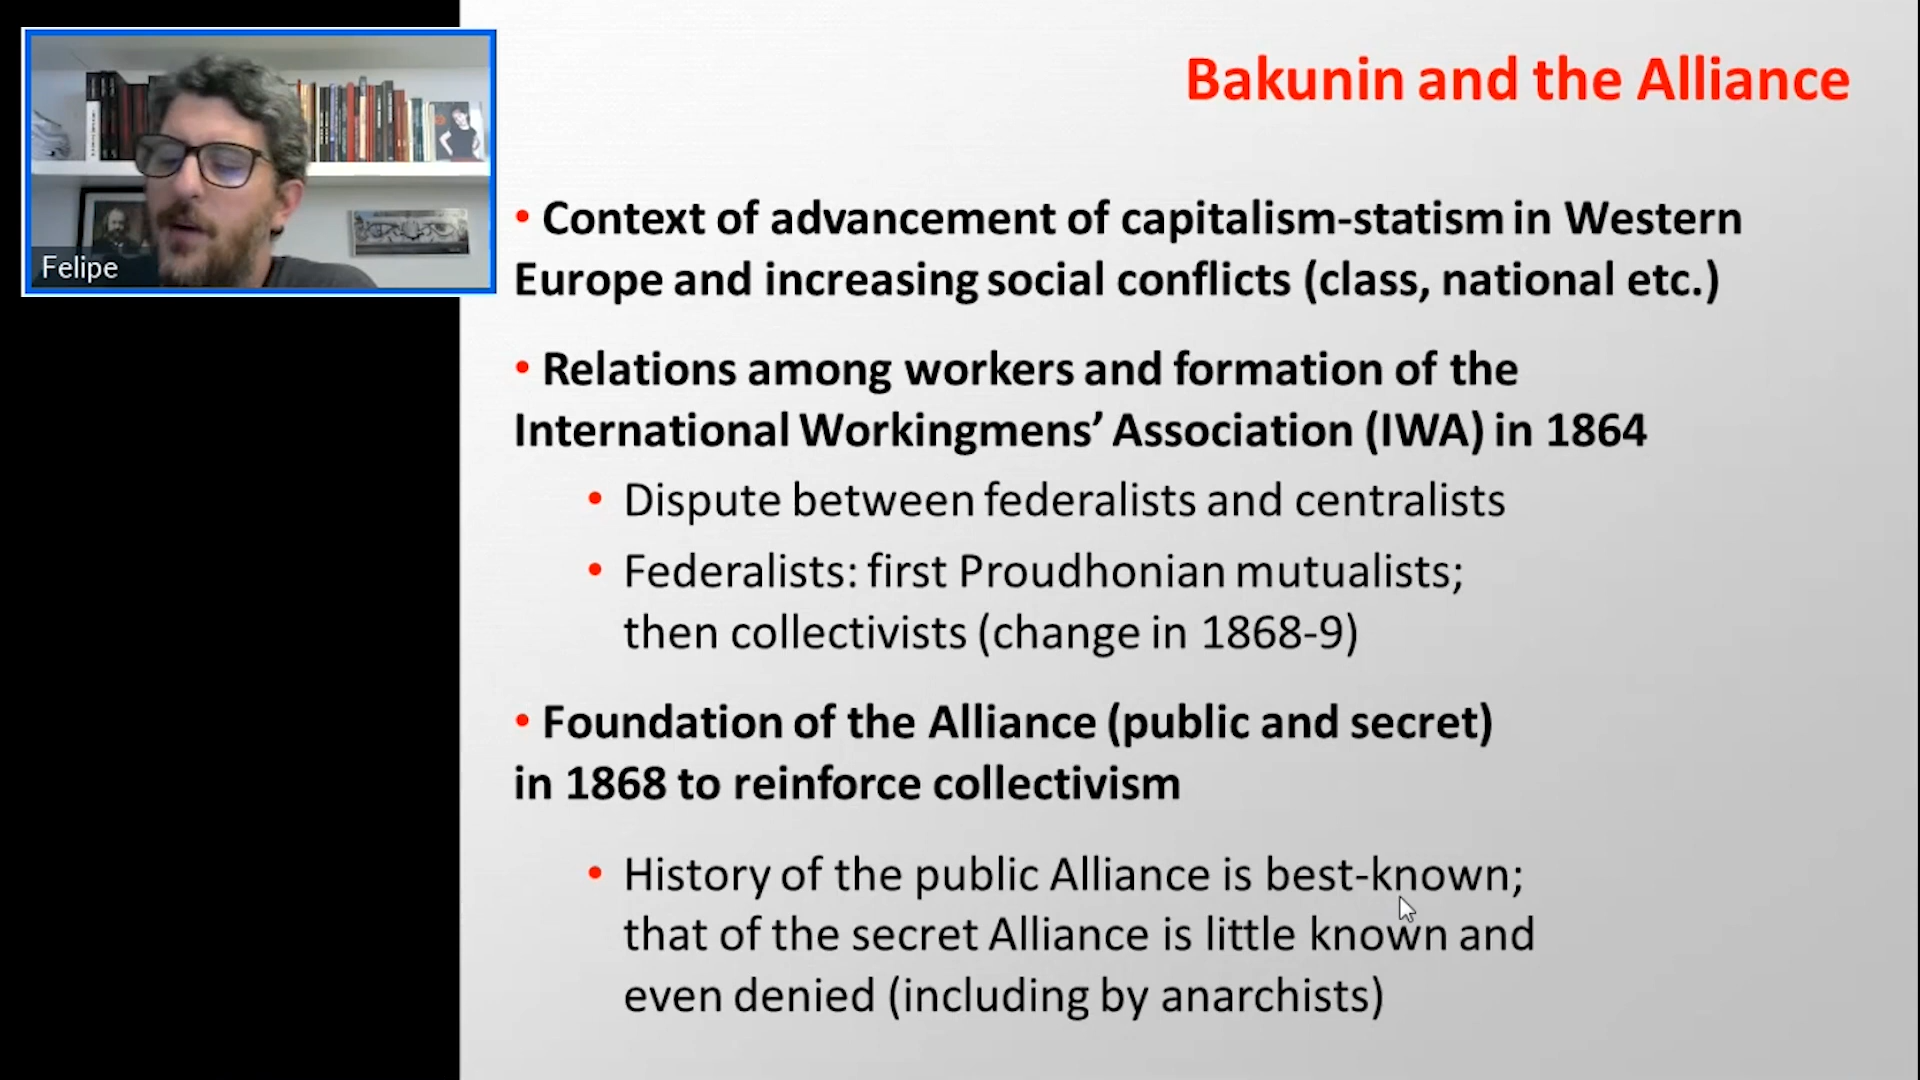 Bakunin and the Alliance
Felipe
• Context of advancement of capitalism-statism in Western
Europe and increasing social conflicts (class, national etc.)
• Relations among workers and formation of the
International Workingmens’ Association (IWA) in 1864
• Dispute between federalists and centralists
• Federalists: first Proudhonian mutualists;
then collectivists (change in 1868-9)
• Foundation of the Alliance (public and secret)
in 1868 to reinforce collectivism
• History of the public Alliance is best-known;
that of the secret Alliance is little known and
even denied (including by anarchists)